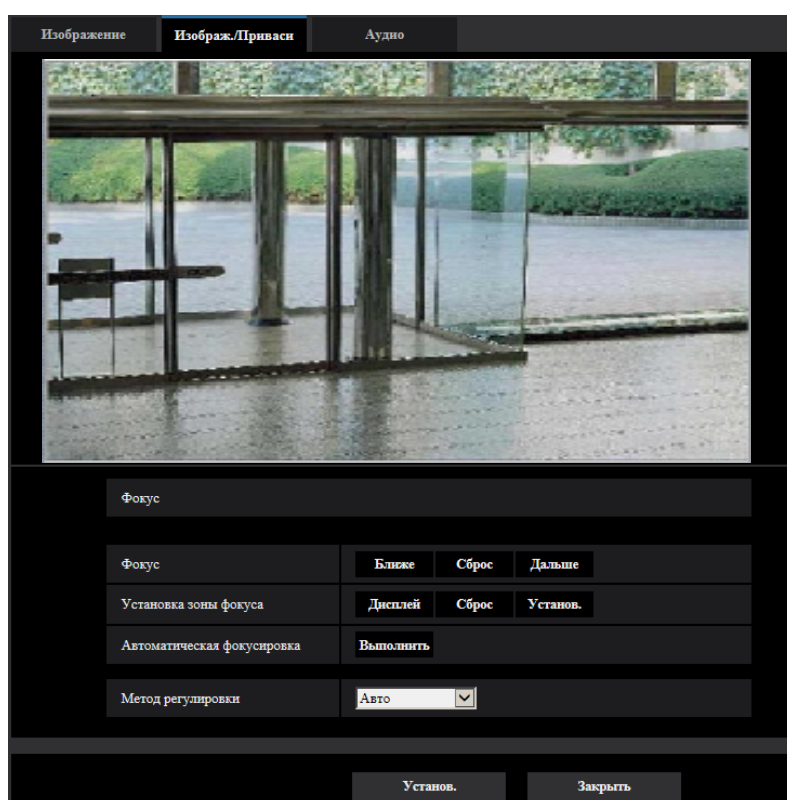 Изображение Изображ./Приваси Аудио
Фокус
Фокус Ближе Сброс Дальше
Установка зоны фокуса Дисплей Сброс Установ.
Автоматическая фокусировка Выполнить
Метод регулировки Авто
Установ. Закрыть